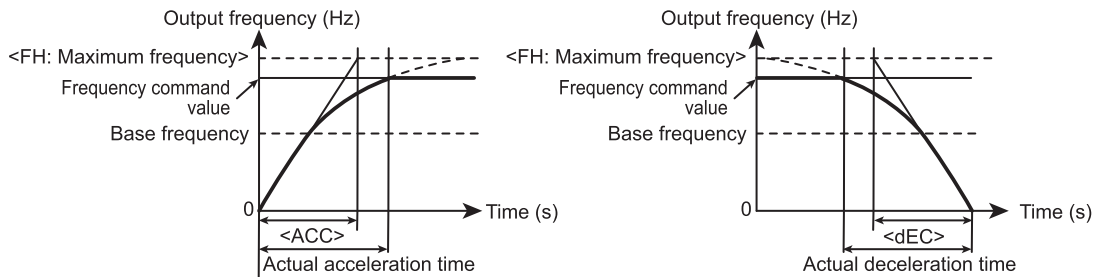 Output frequency (Hz)
<FH: Maximum frequency>
Frequency command
value
Base frequency
0
Time (s)
<ACC>
Actual acceleration time
Output frequency (Hz)
<FH: Maximum frequency>
Frequency command
value
Base frequency
0
Time (s)
<dEC>
Actual deceleration time